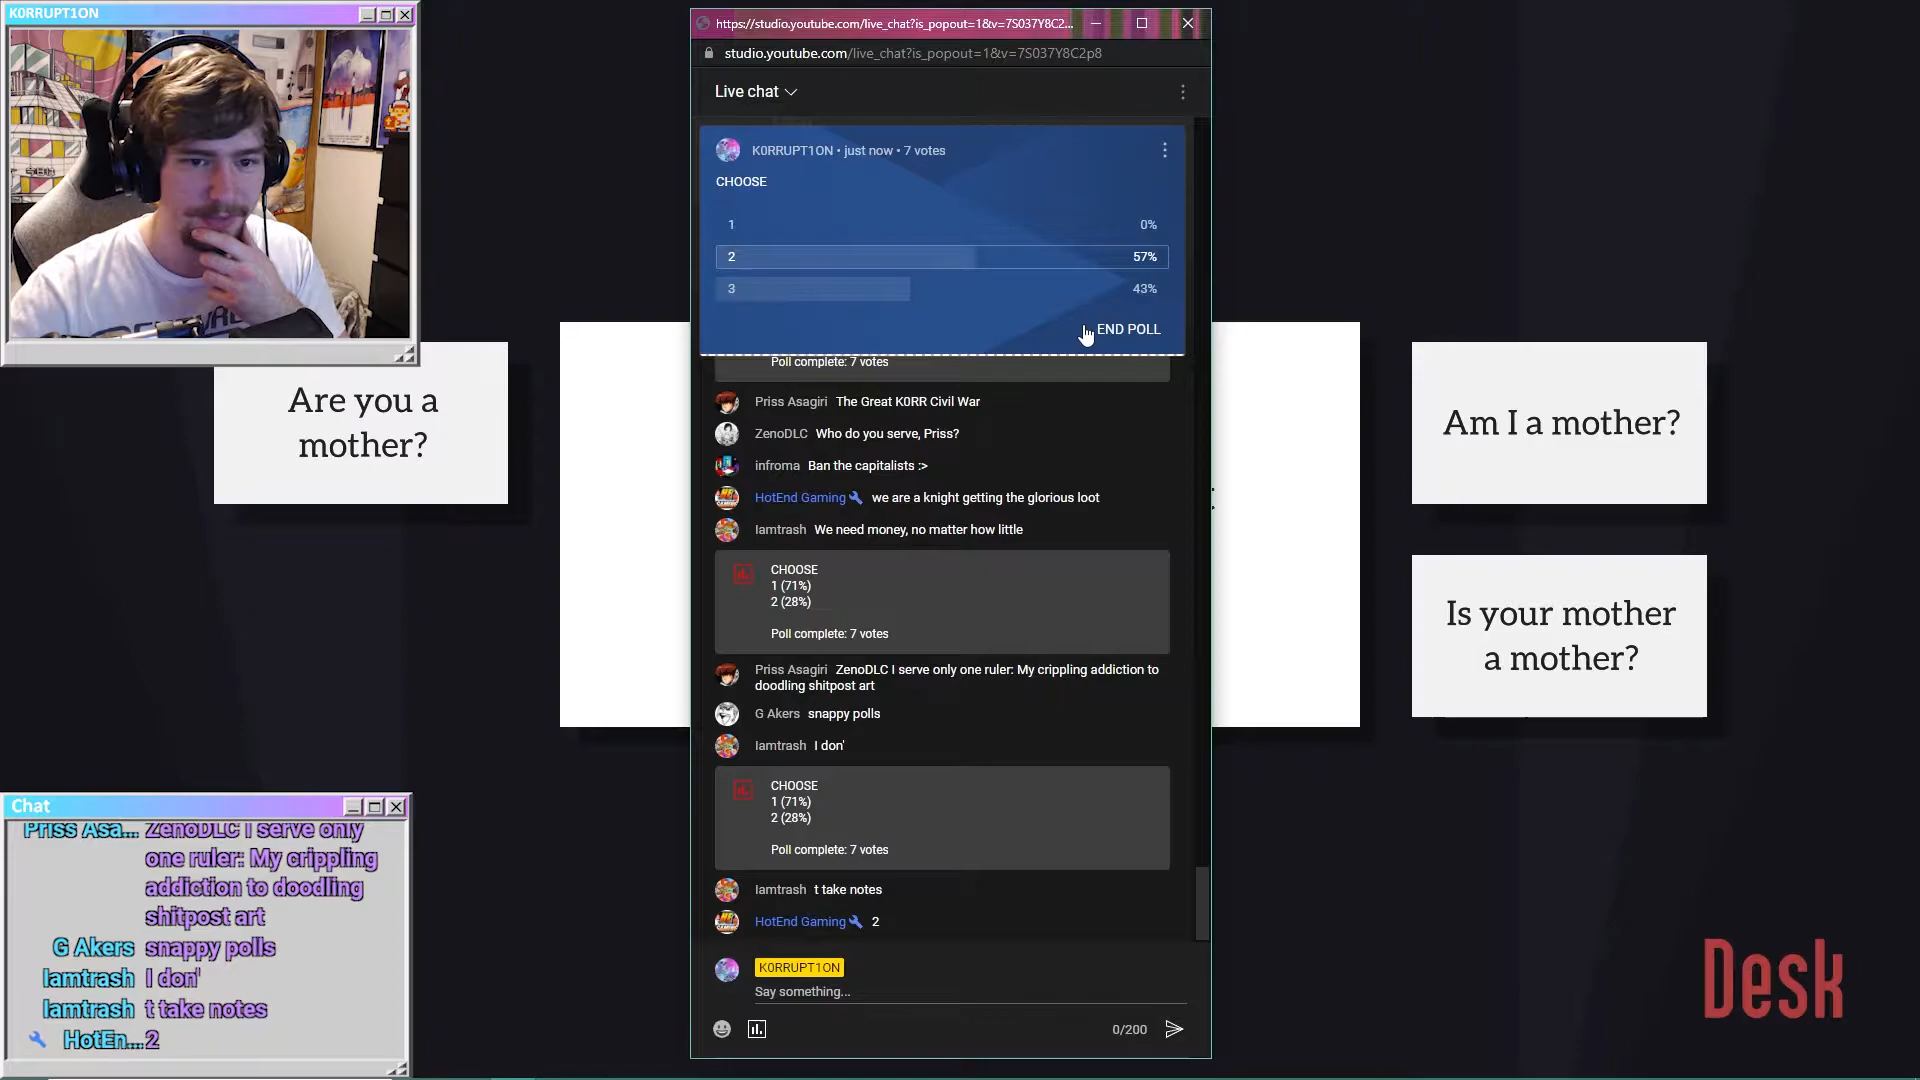 K0RRUPT1ON
https://studio.youtube.com/live_chat?is_popout=1&v=7S037Y8C2...
studio.youtube.com/live_chat?is_popout=1&v=7S037Y8C2p8
Live chat
K0RRUPT1ON • just now • 7 votes
CHOOSE
1 0%
2 57%
3 43%
END POLL
Poll complete: 7 votes
Priss Asagiri The Great K0RR Civil War
ZenoDLC Who do you serve, Priss?
infroma Ban the capitalists :>
HotEnd Gaming we are a knight getting the glorious loot
Iamtrash We need money, no matter how little
CHOOSE
1 (71%)
2 (28%)
Poll complete: 7 votes
Priss Asagiri ZenoDLC I serve only one ruler: My crippling addiction to
doodling shitpost art
G Akers snappy polls
Iamtrash I don'
CHOOSE
1 (71%)
2 (28%)
Poll complete: 7 votes
Iamtrash t take notes
HotEnd Gaming 2
K0RRUPT1ON
Say something...
0/200
Are you a
mother?
Am I a mother?
Is your mother
a mother?
Chat
Priss Asa... ZenoDLC I serve only
one ruler: My crippling
addiction to doodling
shitpost art
G Akers snappy polls
Iamtrash I don'
Iamtrash t take notes
HotEn... 2
Desk